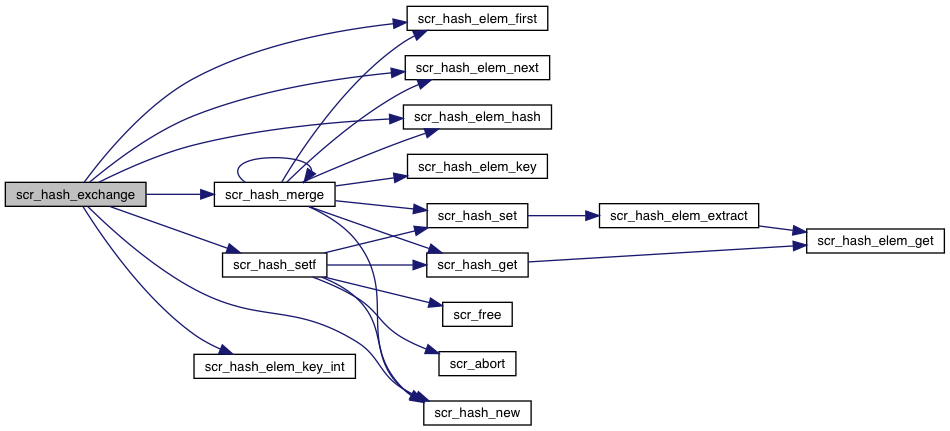 scr_hash_elem_first
scr_hash_elem_next
scr_hash_elem_hash
scr_hash_elem_key
scr_hash_exchange
scr_hash_merge
scr_hash_set
scr_hash_elem_extract
scr_hash_elem_get
scr_hash_setf
scr_hash_get
scr_free
scr_hash_elem_key_int
scr_abort
scr_hash_new